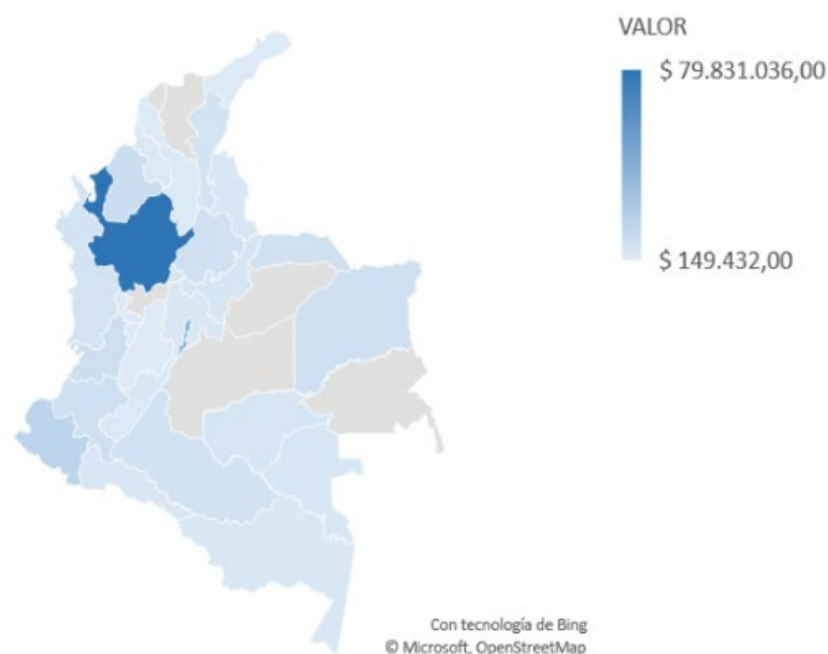 VALOR
$ 79.831.036,00
$ 149.432,00
Con tecnología de Bing
© Microsoft, OpenStreetMap